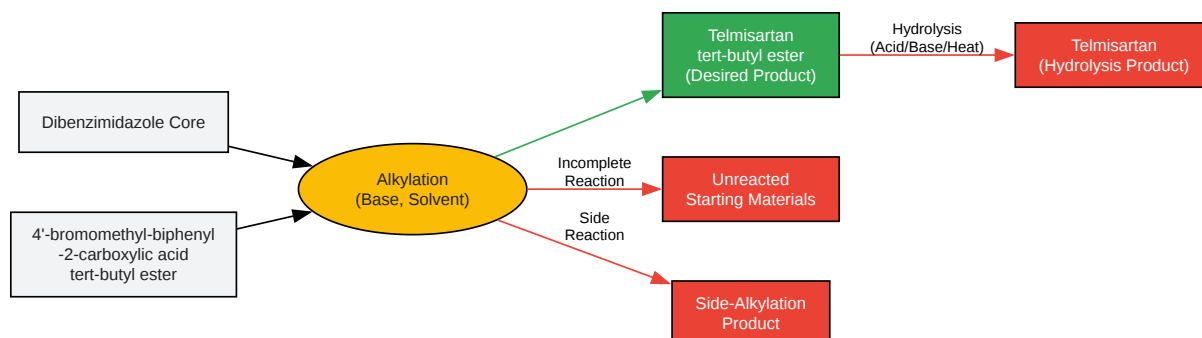 Dibenzimidazole Core
4'-bromomethyl-biphenyl
-2-carboxylic acid
tert-butyl ester
Alkylation
(Base, Solvent)
Telmisartan
tert-butyl ester
(Desired Product)
Hydrolysis
(Acid/Base/Heat)
Telmisartan
(Hydrolysis Product)
Incomplete
Reaction
Unreacted
Starting Materials
Side
Reaction
Side-Alkylation
Product